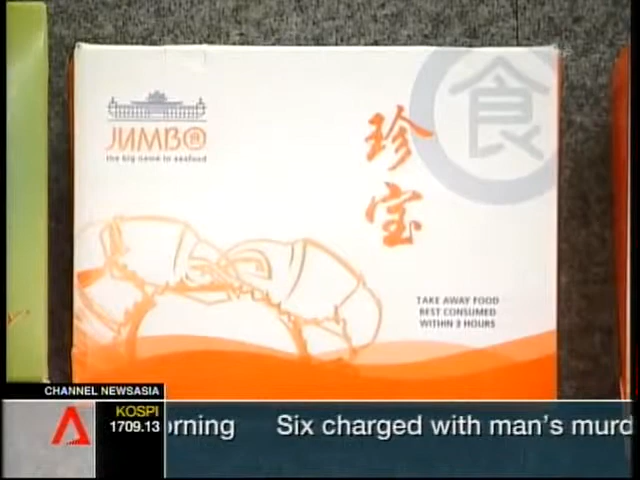 JUMBO
the big name in seafood
食
珍
宝
TAKE AWAY FOOD
BEST CONSUMED
WITHIN 3 HOURS
CHANNEL NEWSASIA
KOSPI
1709.13
orning Six charged with man's murd